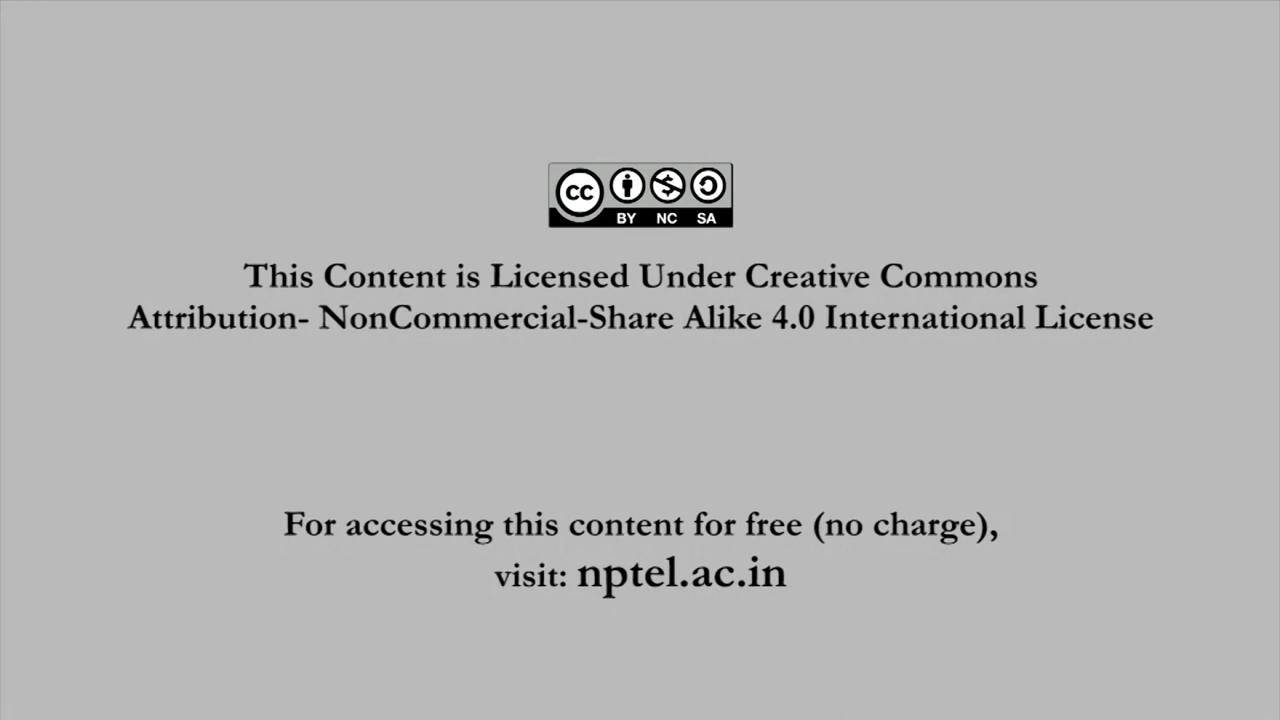 CC BY NC SA
This Content is Licensed Under Creative Commons
Attribution- NonCommercial-Share Alike 4.0 International License
For accessing this content for free (no charge),
visit: nptel.ac.in